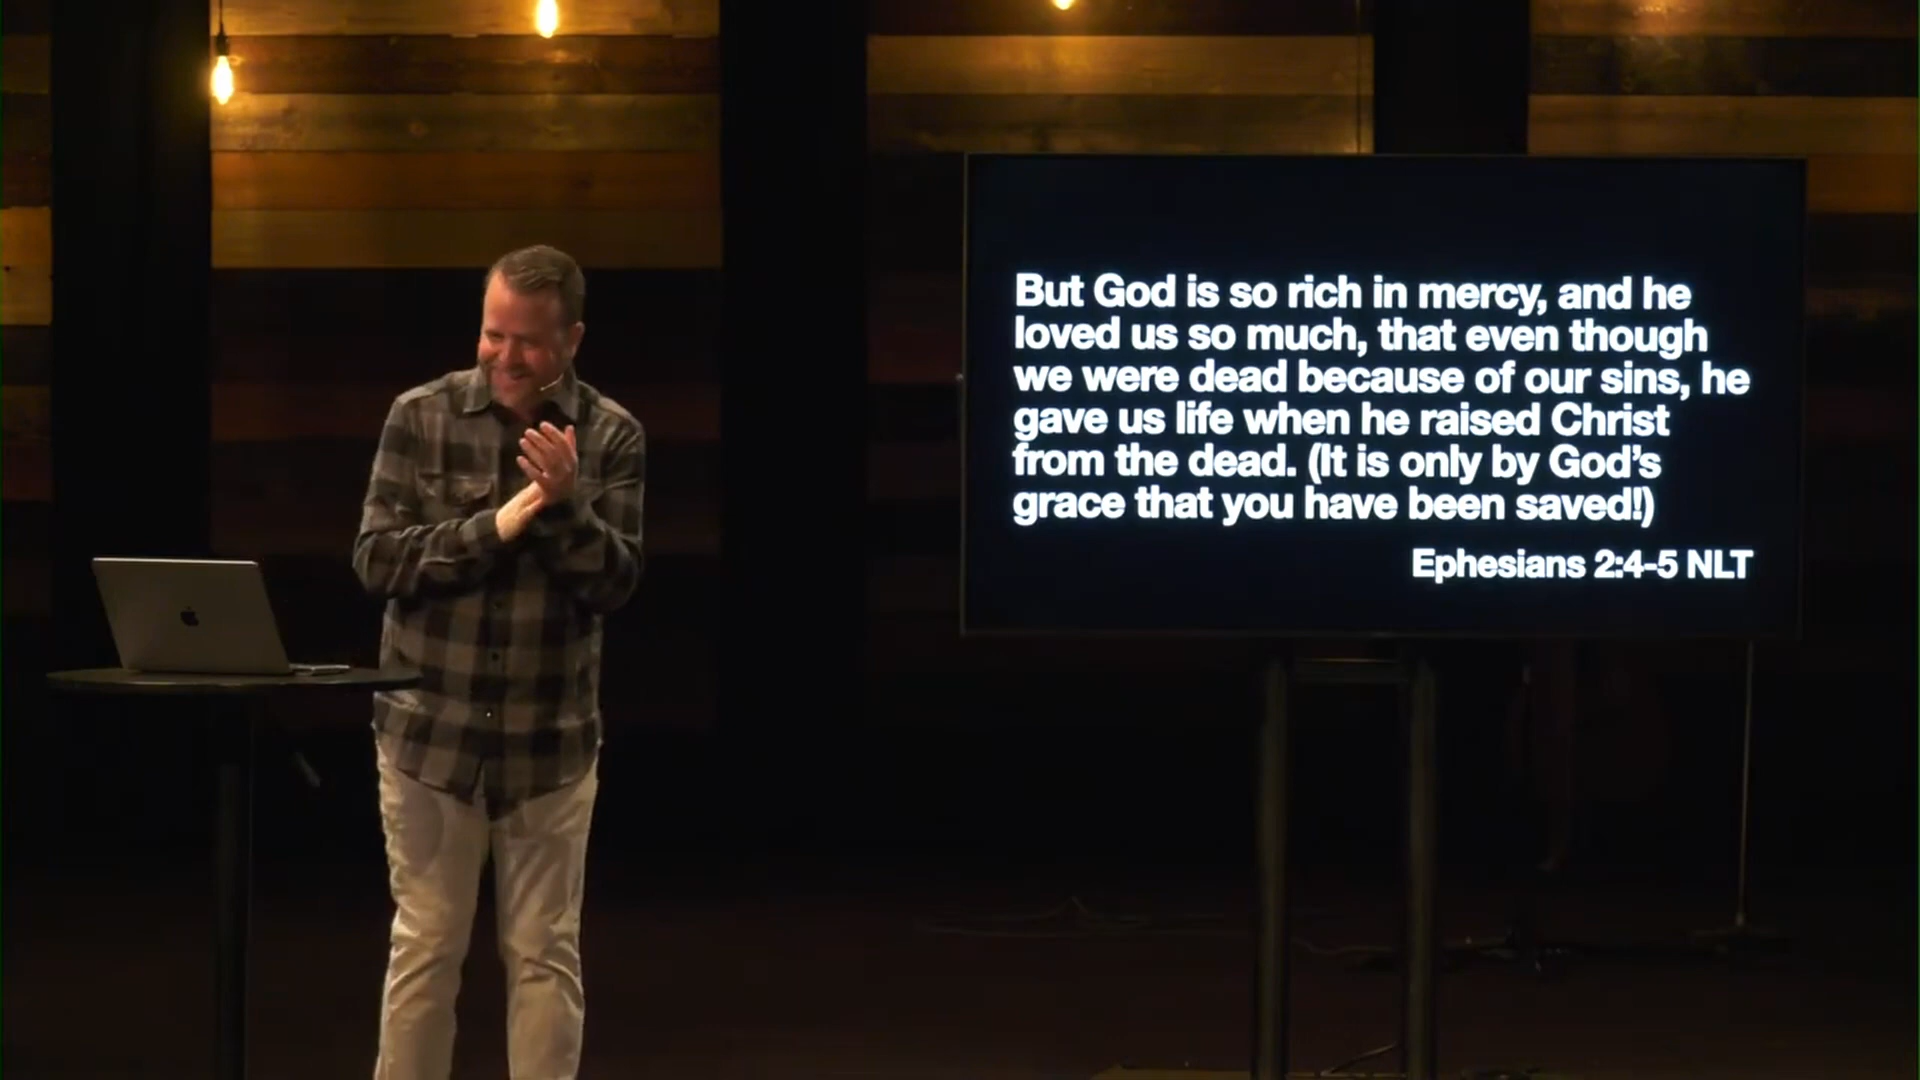 But God is so rich in mercy, and he
loved us so much, that even though
we were dead because of our sins, he
gave us life when he raised Christ
from the dead. (It is only by God’s
grace that you have been saved!)
Ephesians 2:4-5 NLT